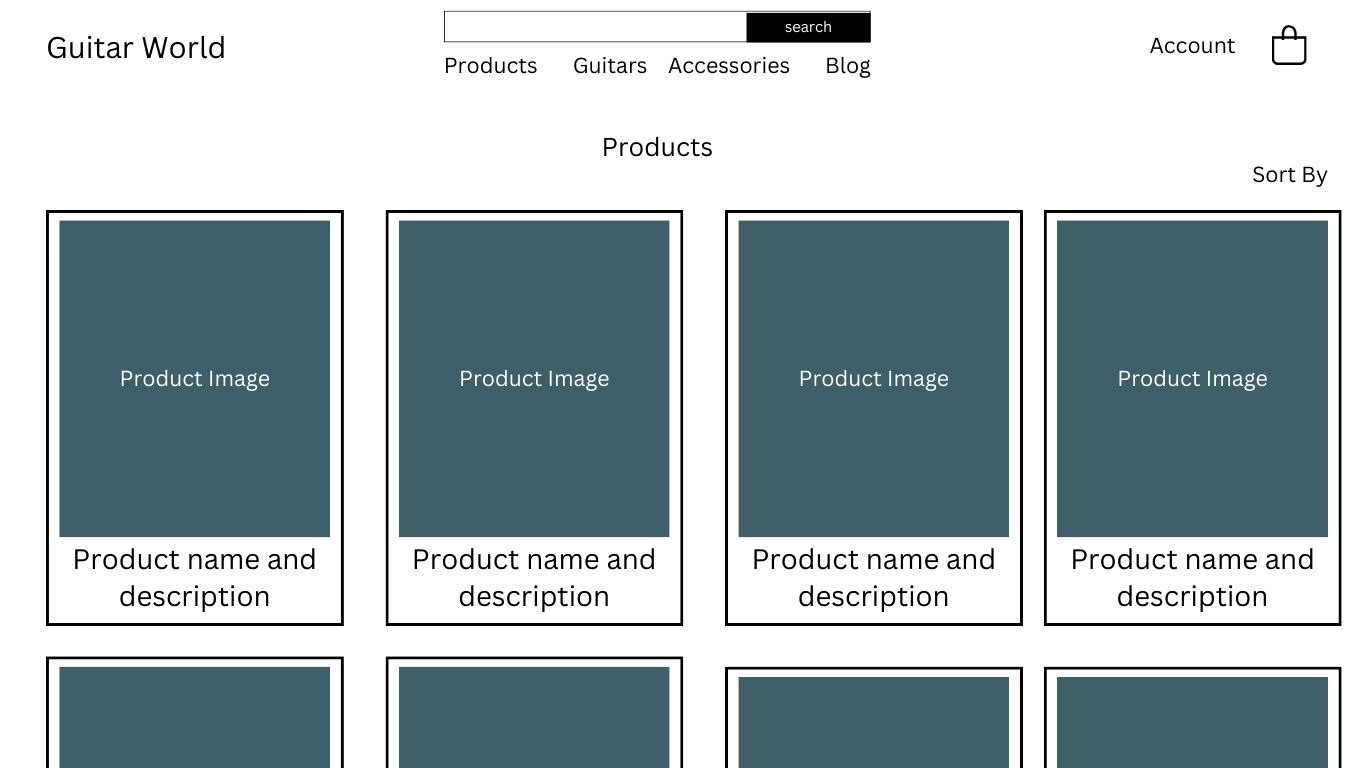 search
Guitar World
Account
Products Guitars Accessories Blog
Products
Sort By
Product Image Product Image Product Image Product Image
Product name and Product name and Product name and Product name and
description description description description